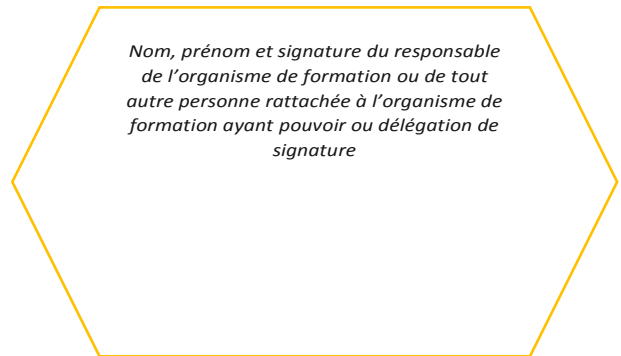 Nom, prénom et signature du responsable
de l’organisme de formation ou de tout
autre personne rattachée à l’organisme de
formation ayant pouvoir ou délégation de
signature